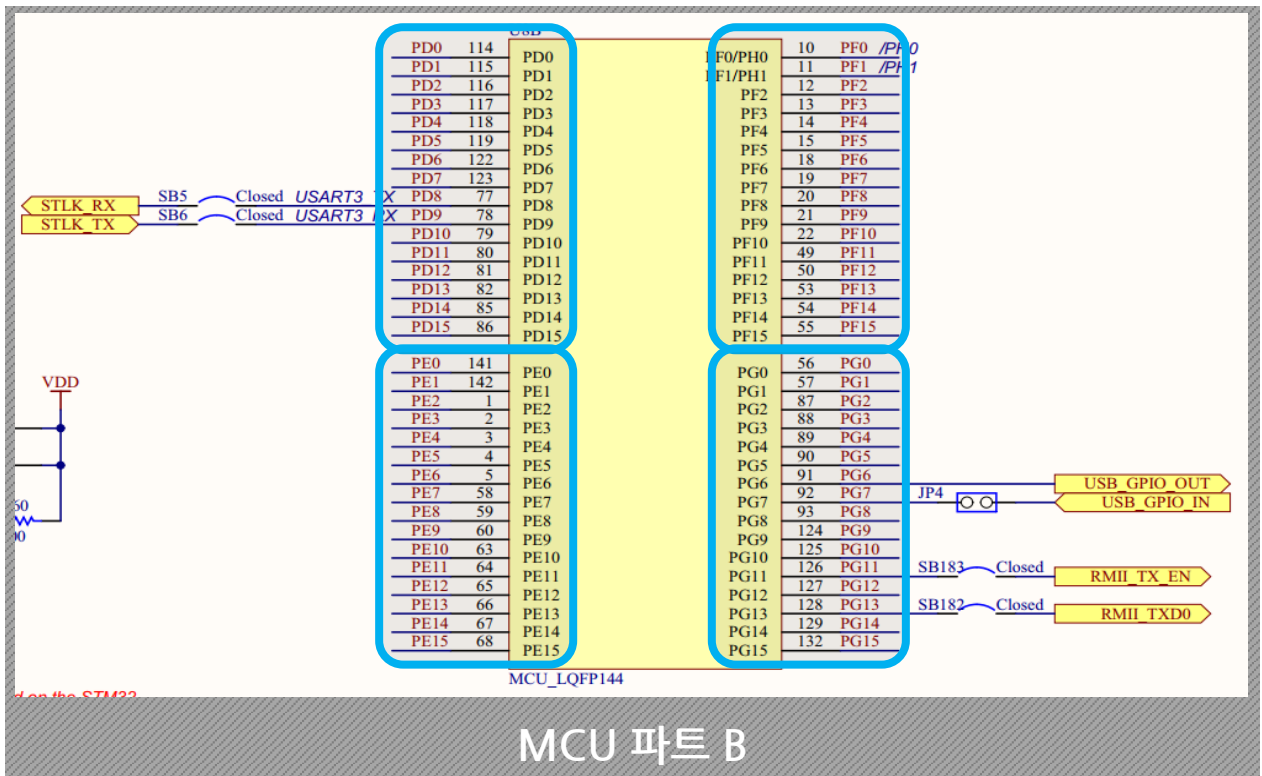 U8B
PD0 114 PD0
PD1 115 PD1
PD2 116 PD2
PD3 117 PD3
PD4 118 PD4
PD5 119 PD5
PD6 122 PD6
PD7 123 PD7
STLK_RX SB5 Closed USART3_TX PD8 77 PD8
STLK_TX SB6 Closed USART3_RX PD9 78 PD9
PD10 79 PD10
PD11 80 PD11
PD12 81 PD12
PD13 82 PD13
PD14 85 PD14
PD15 86 PD15
PE0 141 PE0
PE1 142 PE1
PE2 1 PE2
PE3 2 PE3
PE4 3 PE4
PE5 4 PE5
PE6 5 PE6
PE7 58 PE7
PE8 59 PE8
PE9 60 PE9
PE10 63 PE10
PE11 64 PE11
PE12 65 PE12
PE13 66 PE13
PE14 67 PE14
PE15 68 PE15
PF0/PH0 10 PF0 /PH0
PF1/PH1 11 PF1 /PH1
PF2 12 PF2
PF3 13 PF3
PF4 14 PF4
PF5 15 PF5
PF6 18 PF6
PF7 19 PF7
PF8 20 PF8
PF9 21 PF9
PF10 22 PF10
PF11 49 PF11
PF12 50 PF12
PF13 53 PF13
PF14 54 PF14
PF15 55 PF15
PG0 56 PG0
PG1 57 PG1
PG2 87 PG2
PG3 88 PG3
PG4 89 PG4
PG5 90 PG5
PG6 91 PG6 USB_GPIO_OUT
PG7 92 PG7 JP4 USB_GPIO_IN
PG8 93 PG8
PG9 124 PG9
PG10 125 PG10
PG11 126 PG11 SB183 Closed RMII_TX_EN
PG12 127 PG12
PG13 128 PG13 SB182 Closed RMII_TXD0
PG14 129 PG14
PG15 132 PG15
VDD
MCU_LQFP144
on the STM32
MCU 파트 B